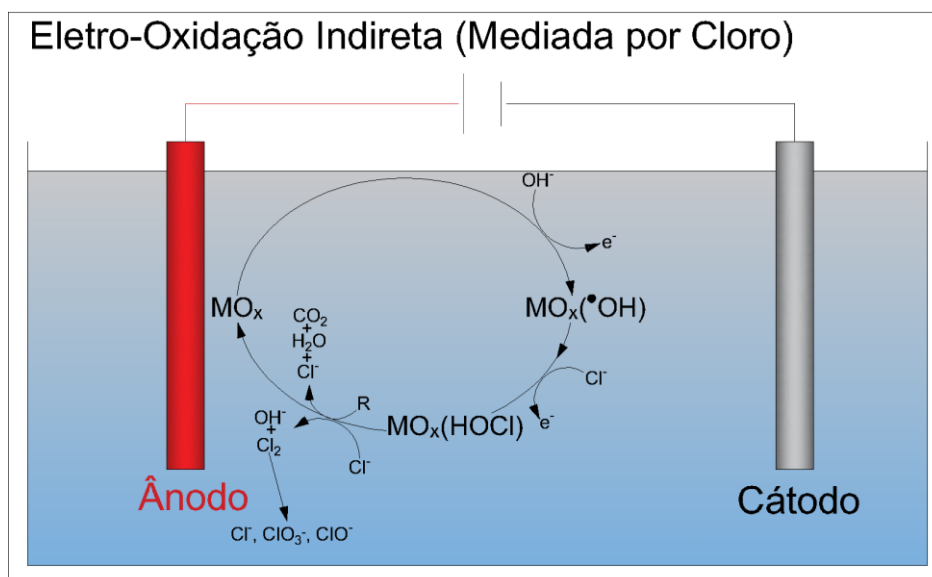 Eletro-Oxidação Indireta (Mediada por Cloro)
OH⁻
e⁻
MOₓ
MOₓ(•OH)
CO₂
+
H₂O
+
Cl⁻
Cl⁻
R
OH⁻
+
Cl₂
MOₓ(HOCl)
e⁻
Cl⁻
Ânodo
Cátodo
Cl⁻, ClO₃⁻, ClO⁻